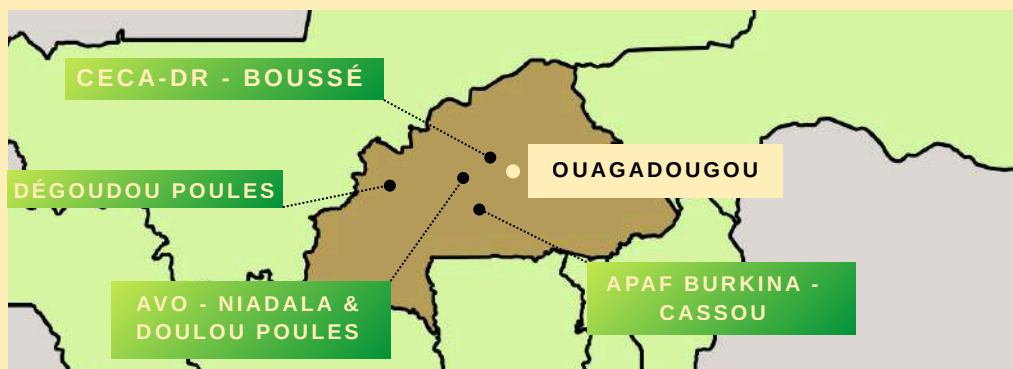 CECA-DR - BOUSSÉ
OUAGADOUGOU
DÉGOUDOU POULES
AVO - NIADALA &
DOULOU POULES
APAF BURKINA -
CASSOU